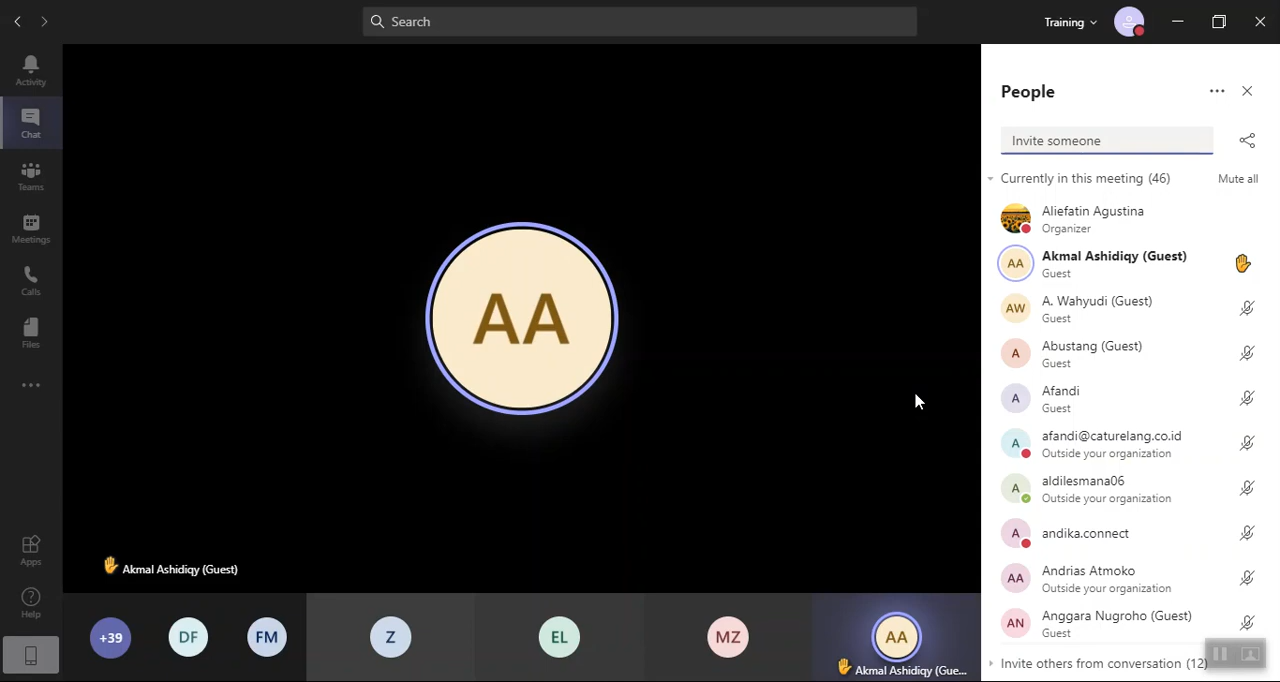 Search
Training
Activity
Chat
Teams
Meetings
Calls
Files
Apps
Help
AA
Akmal Ashidiqy (Guest)
+39
DF
FM
Z
EL
MZ
AA
Akmal Ashidiqy (Gue...
People
Invite someone
Currently in this meeting (46)
Mute all
Aliefatin Agustina
Organizer
AA
Akmal Ashidiqy (Guest)
Guest
AW
A. Wahyudi (Guest)
Guest
A
Abustang (Guest)
Guest
A
Afandi
Guest
A
afandi@caturelang.co.id
Outside your organization
A
aldilesmana06
Outside your organization
A
andika.connect
AA
Andrias Atmoko
Outside your organization
AN
Anggara Nugroho (Guest)
Guest
Invite others from conversation (12)